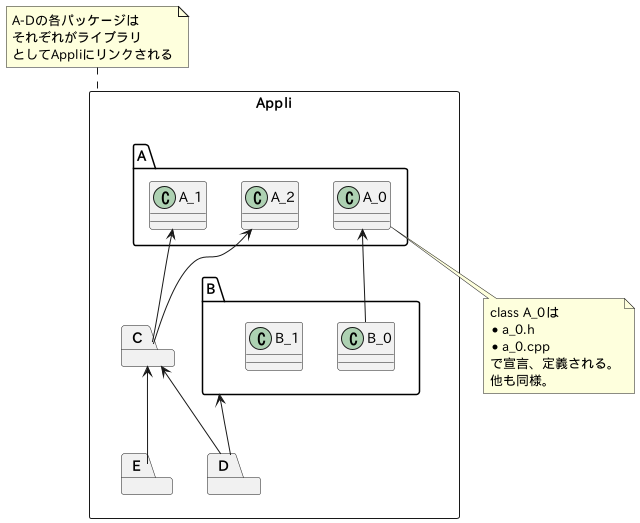 A-Dの各パッケージは
それぞれがライブラリ
としてAppliにリンクされる
Appli
A
A_1
A_2
A_0
B
B_1
B_0
class A_0は
• a_0.h
• a_0.cpp
で宣言、定義される。
他も同様。
C
E
D
C
C
C
C
C